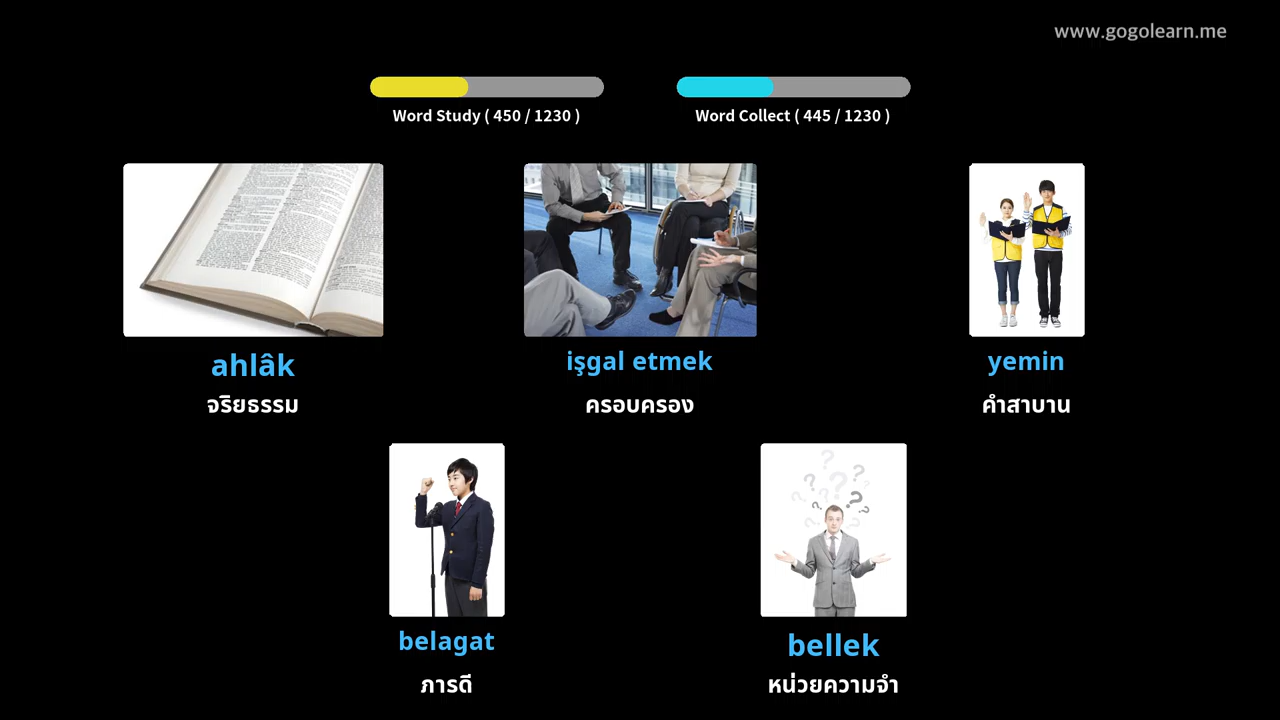 www.gogolearn.me
Word Study ( 450 / 1230 )
Word Collect ( 445 / 1230 )
ahlâk
จริยธรรม
işgal etmek
ครอบครอง
yemin
คำสาบาน
belagat
ภารดี
bellek
หน่วยความจำ